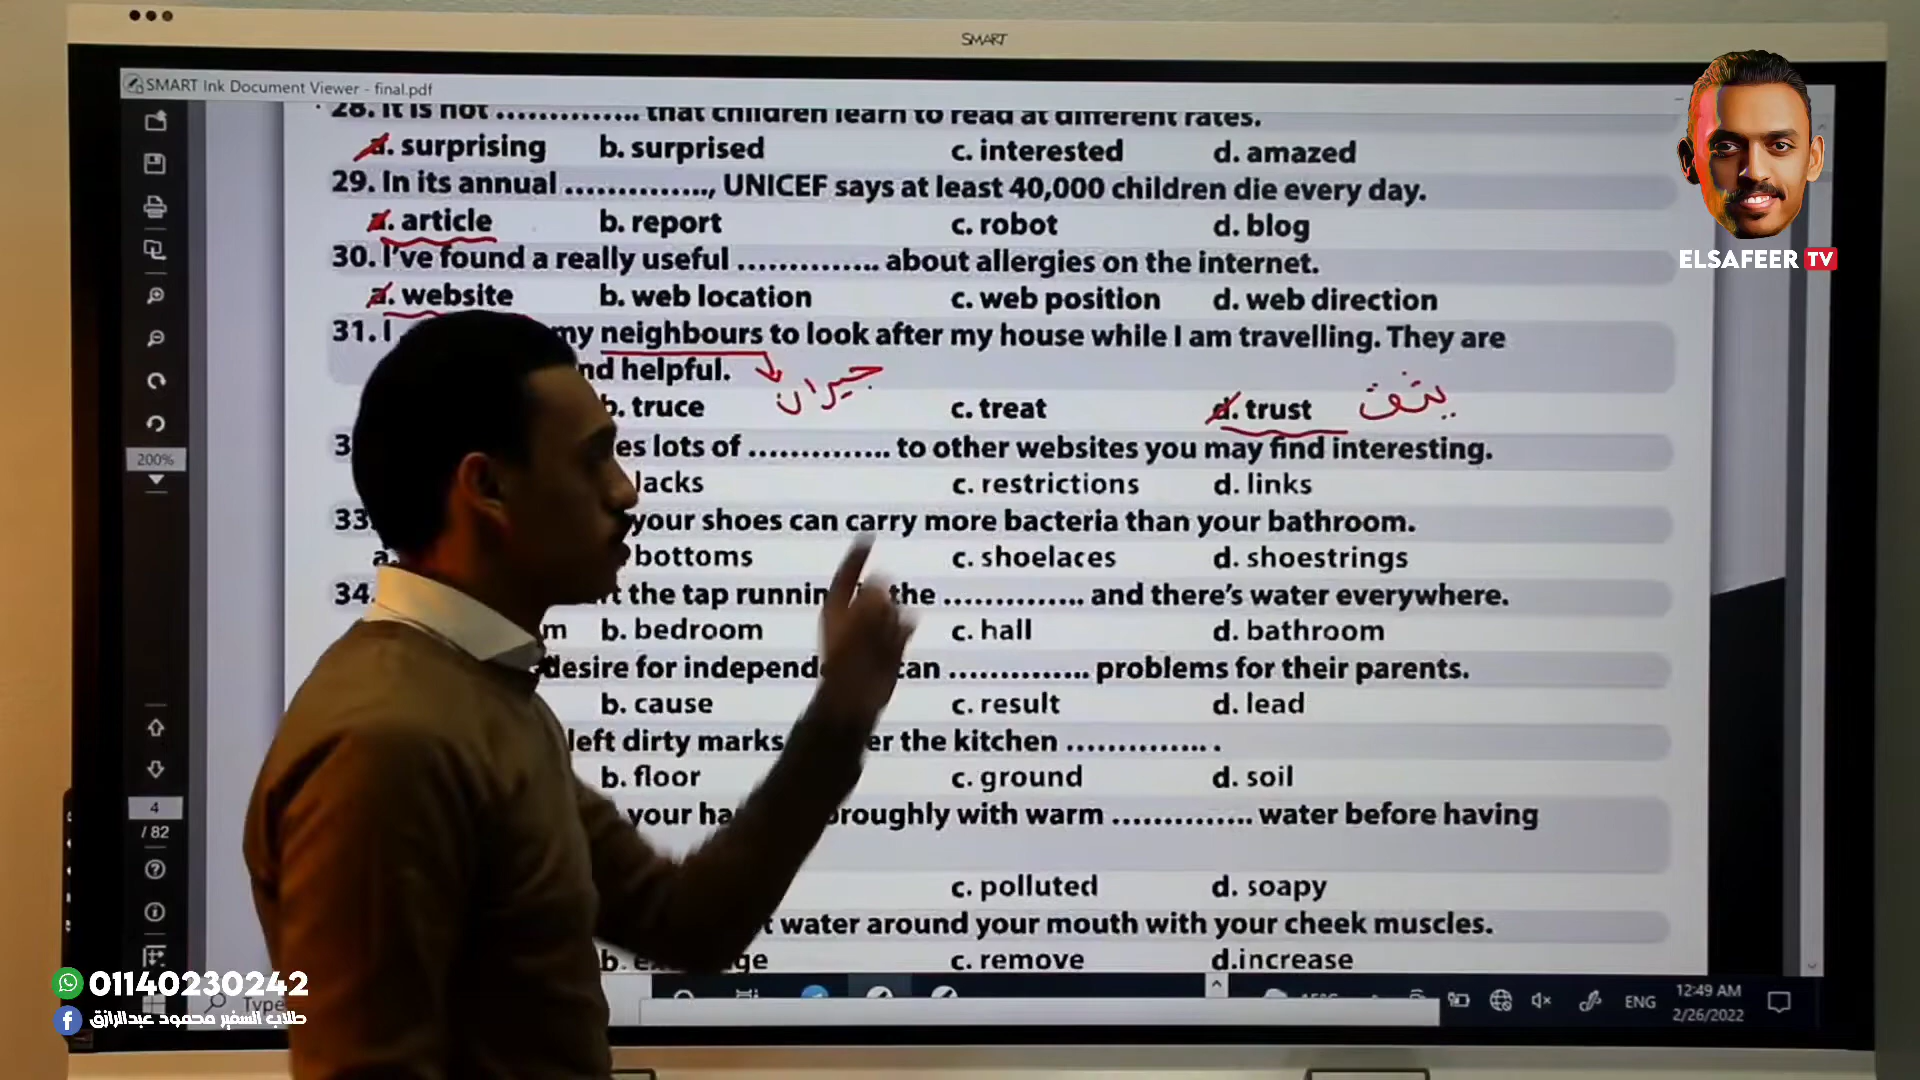 SMART
SMART Ink Document Viewer - final.pdf
28. It is not .............. that children learn to read at different rates.
a. surprising b. surprised c. interested d. amazed
29. In its annual .............., UNICEF says at least 40,000 children die every day.
a. article b. report c. robot d. blog
30. I've found a really useful .............. about allergies on the internet.
a. website b. web location c. web position d. web direction
31. I my neighbours to look after my house while I am travelling. They are
nd helpful.
جيران
b. truce c. treat d. trust يثق
3 es lots of .............. to other websites you may find interesting.
lacks c. restrictions d. links
33. your shoes can carry more bacteria than your bathroom.
a. bottoms c. shoelaces d. shoestrings
34. t the tap running the .............. and there's water everywhere.
m b. bedroom c. hall d. bathroom
desire for independ can .............. problems for their parents.
b. cause c. result d. lead
left dirty marks er the kitchen .............. .
b. floor c. ground d. soil
your ha roughly with warm .............. water before having
c. polluted d. soapy
t water around your mouth with your cheek muscles.
b. e ge c. remove d.increase
200%
4
/ 82
Type
15°C
ENG
12:49 AM
2/26/2022
ELSAFEER TV
01140230242
طلاب السفير محمود عبدالرازق